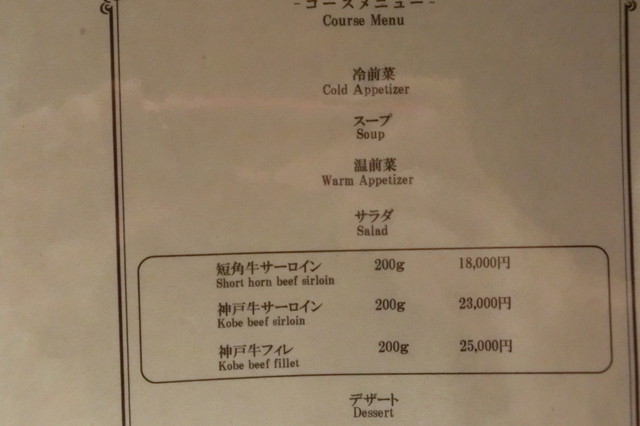 -コースメニュー-
Course Menu
冷前菜
Cold Appetizer
スープ
Soup
温前菜
Warm Appetizer
サラダ
Salad
短角牛サーロイン 200g 18,000円
Short horn beef sirloin
神戸牛サーロイン 200g 23,000円
Kobe beef sirloin
神戸牛フィレ 200g 25,000円
Kobe beef fillet
デザート
Dessert